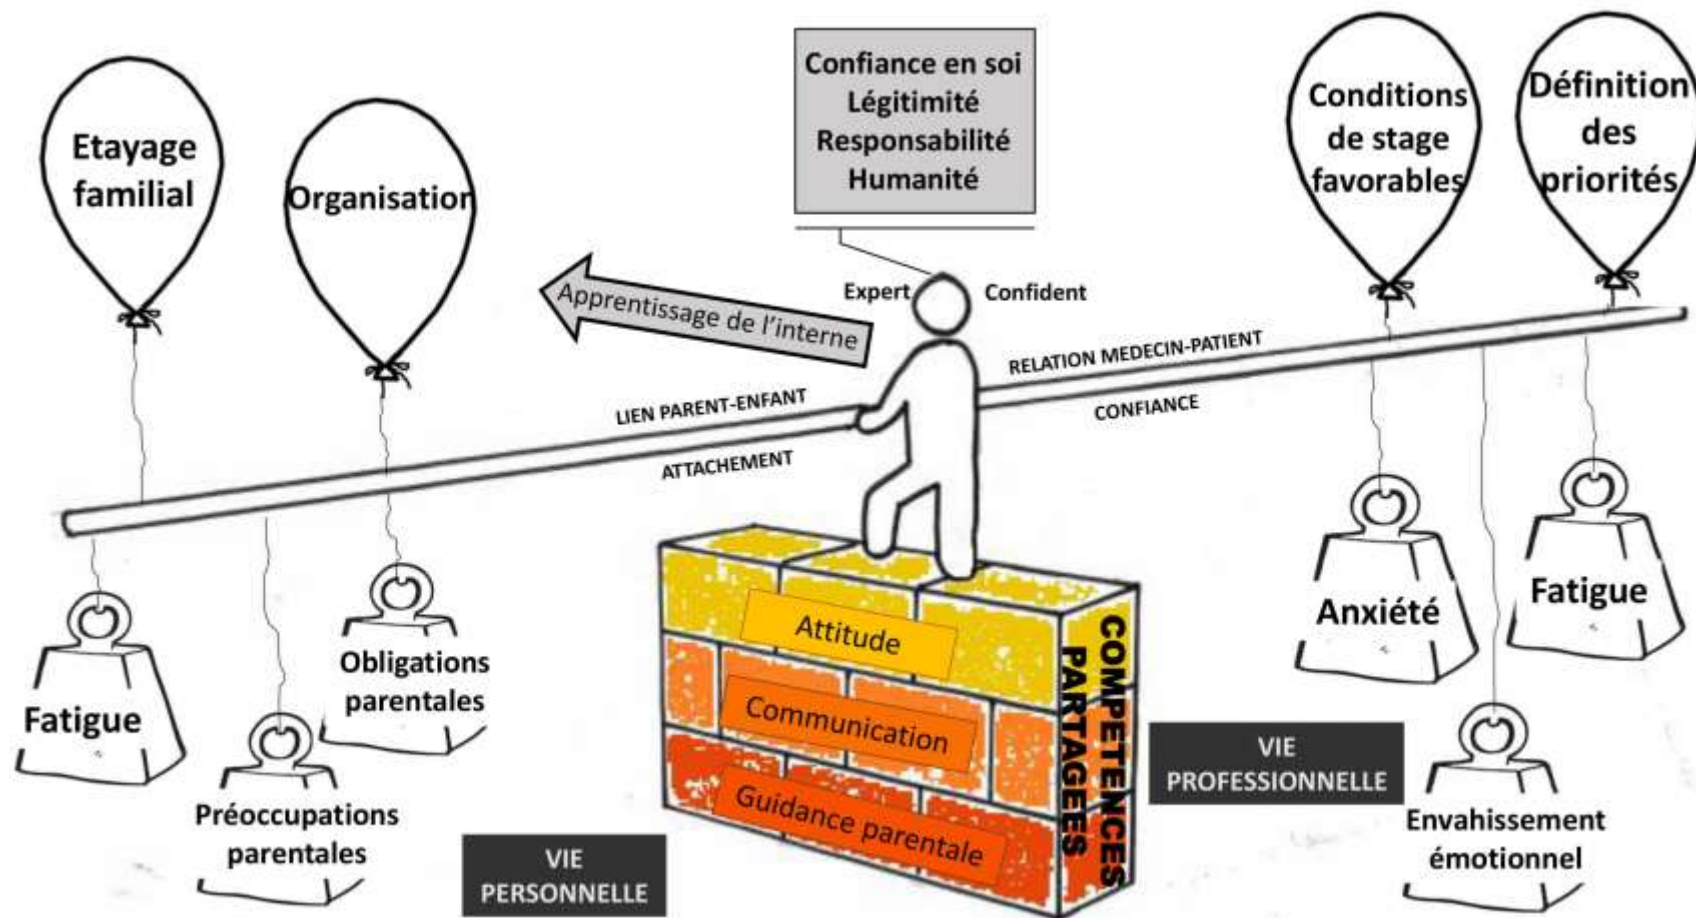 Confiance en soi
Légitimité
Responsabilité
Humanité
Etayage
familial
Organisation
Conditions
de stage
favorables
Définition
des
priorités
Expert
Confident
Apprentissage de l'interne
RELATION MEDECIN-PATIENT
CONFIANCE
LIEN PARENT-ENFANT
ATTACHEMENT
Fatigue
Préoccupations
parentales
Obligations
parentales
Attitude
Communication
Guidance parentale
COMPETENCES
PARTAGEES
Anxiété
Fatigue
Envahissement
émotionnel
VIE
PERSONNELLE
VIE
PROFESSIONNELLE